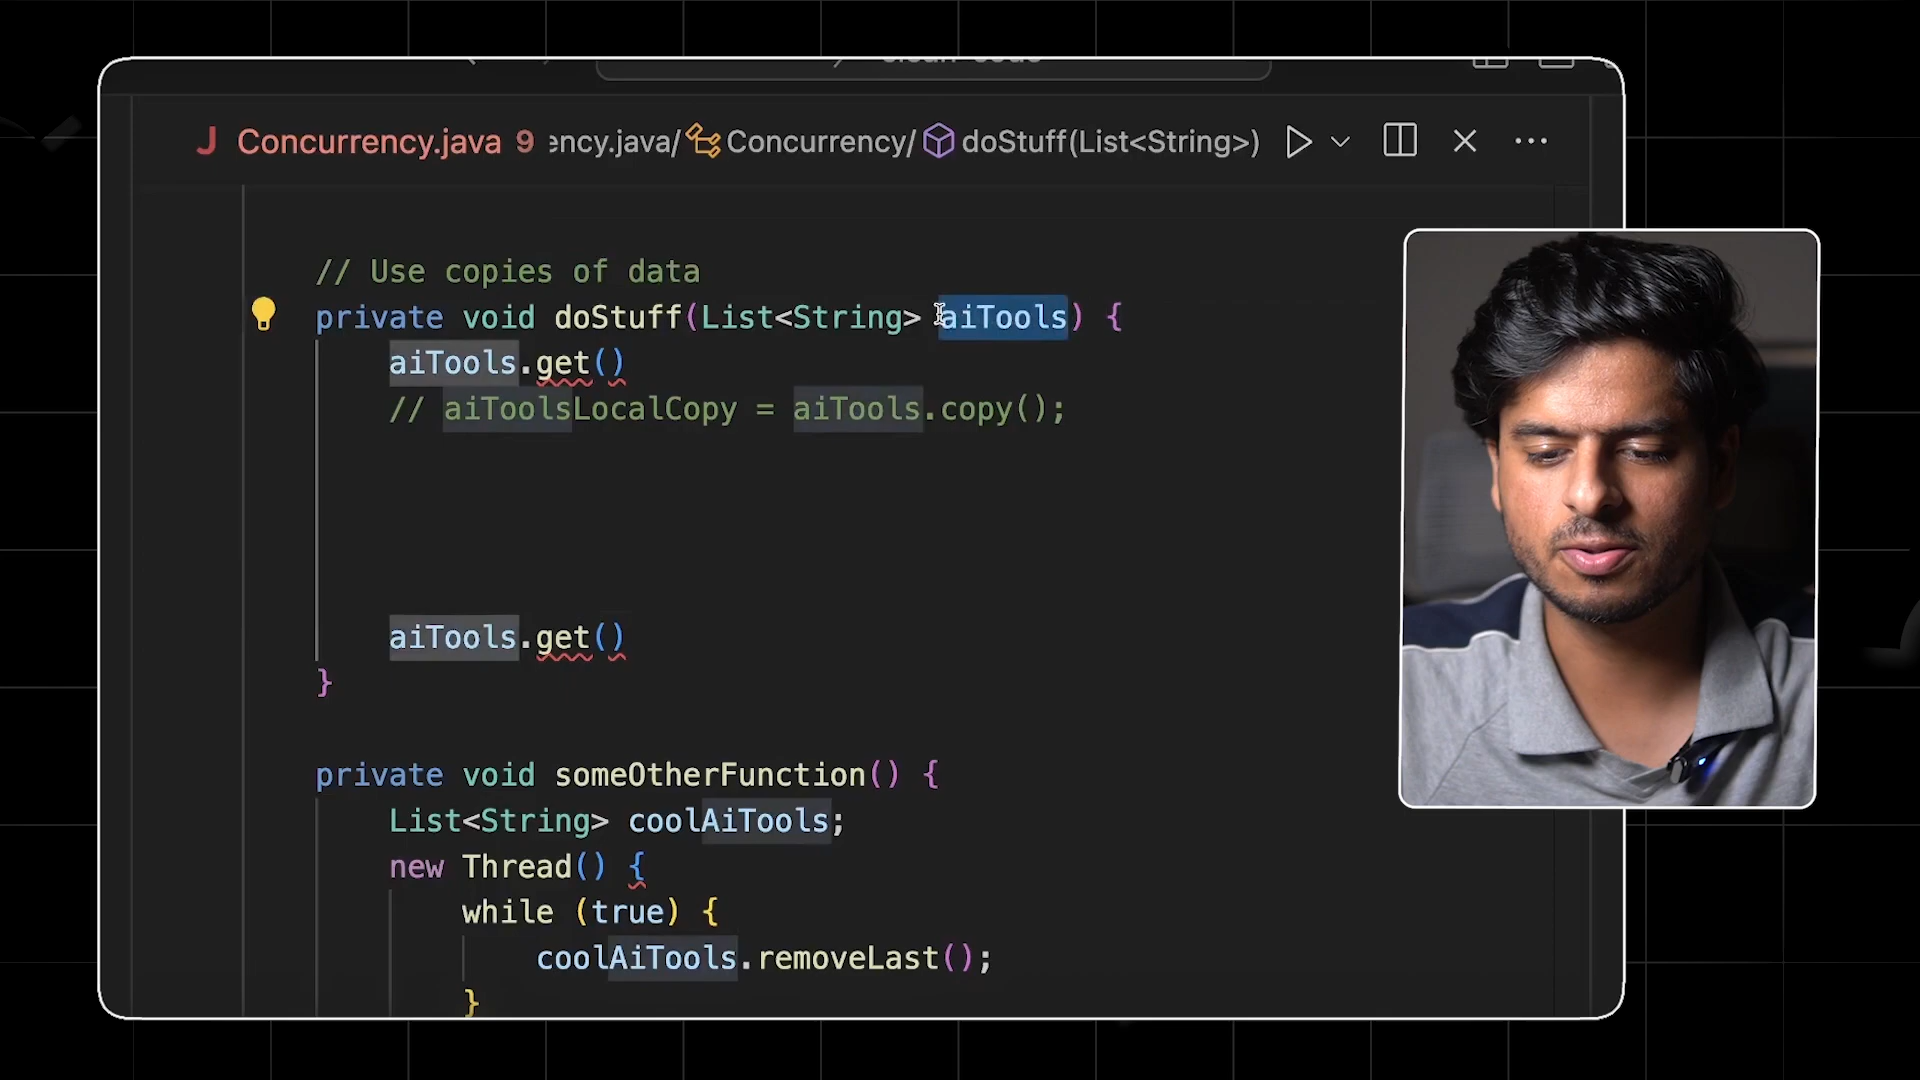 Concurrency.java 9 ency.java/ Concurrency/ doStuff(List<String>)
// Use copies of data
private void doStuff(List<String> aiTools) {
aiTools.get()
// aiToolsLocalCopy = aiTools.copy();
aiTools.get()
}
private void someOtherFunction() {
List<String> coolAiTools;
new Thread() {
while (true) {
coolAiTools.removeLast();
}